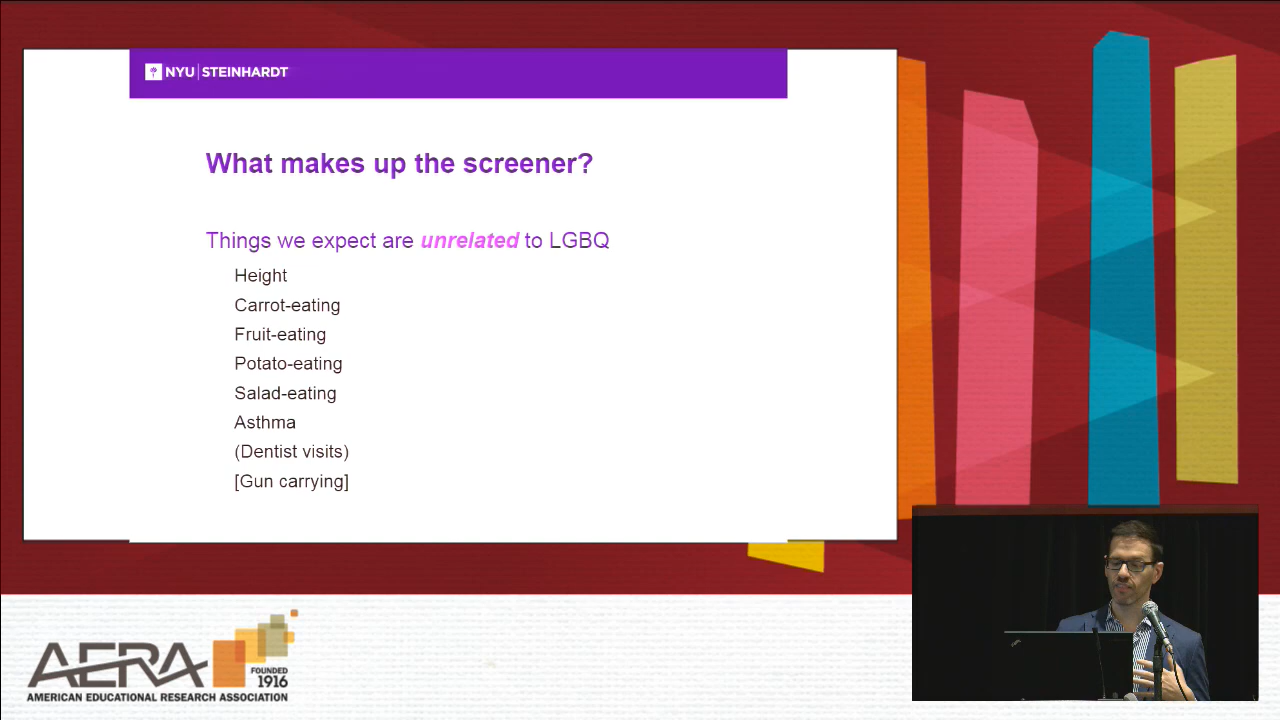 NYU | STEINHARDT
What makes up the screener?
Things we expect are unrelated to LGBQ
Height
Carrot-eating
Fruit-eating
Potato-eating
Salad-eating
Asthma
(Dentist visits)
[Gun carrying]
AERA
FOUNDED
1916
AMERICAN EDUCATIONAL RESEARCH ASSOCIATION